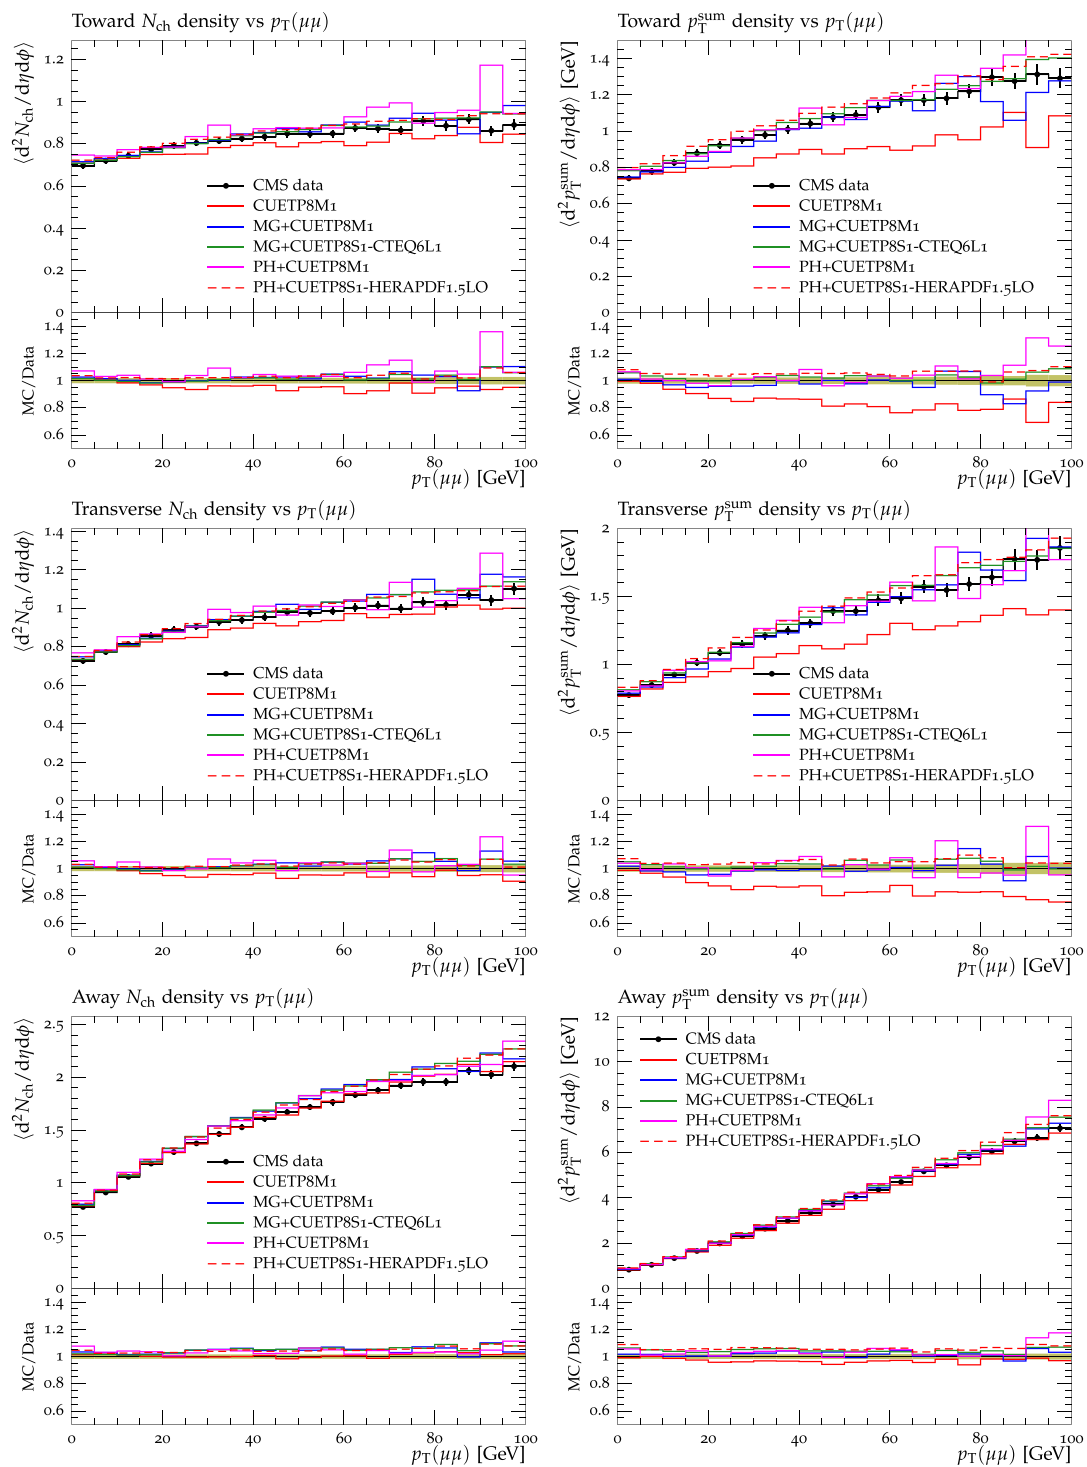 Toward N_ch density vs p_T(μμ)
⟨d²N_ch/dηdϕ⟩
1.2
1
0.8
0.6
0.4
0.2
0
CMS data
CUETP8M1
MG+CUETP8M1
MG+CUETP8S1-CTEQ6L1
PH+CUETP8M1
PH+CUETP8S1-HERAPDF1.5LO
MC/Data
1.4
1.2
1
0.8
0.6
0 20 40 60 80 100
p_T(μμ) [GeV]
Toward p_T^sum density vs p_T(μμ)
⟨d²p_T^sum/dηdϕ⟩ [GeV]
1.4
1.2
1
0.8
0.6
0.4
0.2
0
CMS data
CUETP8M1
MG+CUETP8M1
MG+CUETP8S1-CTEQ6L1
PH+CUETP8M1
PH+CUETP8S1-HERAPDF1.5LO
MC/Data
1.4
1.2
1
0.8
0.6
0 20 40 60 80 100
p_T(μμ) [GeV]
Transverse N_ch density vs p_T(μμ)
⟨d²N_ch/dηdϕ⟩
1.4
1.2
1
0.8
0.6
0.4
0.2
0
CMS data
CUETP8M1
MG+CUETP8M1
MG+CUETP8S1-CTEQ6L1
PH+CUETP8M1
PH+CUETP8S1-HERAPDF1.5LO
MC/Data
1.4
1.2
1
0.8
0.6
0 20 40 60 80 100
p_T(μμ) [GeV]
Transverse p_T^sum density vs p_T(μμ)
⟨d²p_T^sum/dηdϕ⟩ [GeV]
2
1.5
1
0.5
0
CMS data
CUETP8M1
MG+CUETP8M1
MG+CUETP8S1-CTEQ6L1
PH+CUETP8M1
PH+CUETP8S1-HERAPDF1.5LO
MC/Data
1.4
1.2
1
0.8
0.6
0 20 40 60 80 100
p_T(μμ) [GeV]
Away N_ch density vs p_T(μμ)
⟨d²N_ch/dηdϕ⟩
2.5
2
1.5
1
0.5
0
CMS data
CUETP8M1
MG+CUETP8M1
MG+CUETP8S1-CTEQ6L1
PH+CUETP8M1
PH+CUETP8S1-HERAPDF1.5LO
MC/Data
1.4
1.2
1
0.8
0.6
0 20 40 60 80 100
p_T(μμ) [GeV]
Away p_T^sum density vs p_T(μμ)
⟨d²p_T^sum/dηdϕ⟩ [GeV]
12
10
8
6
4
2
0
CMS data
CUETP8M1
MG+CUETP8M1
MG+CUETP8S1-CTEQ6L1
PH+CUETP8M1
PH+CUETP8S1-HERAPDF1.5LO
MC/Data
1.4
1.2
1
0.8
0.6
0 20 40 60 80 100
p_T(μμ) [GeV]